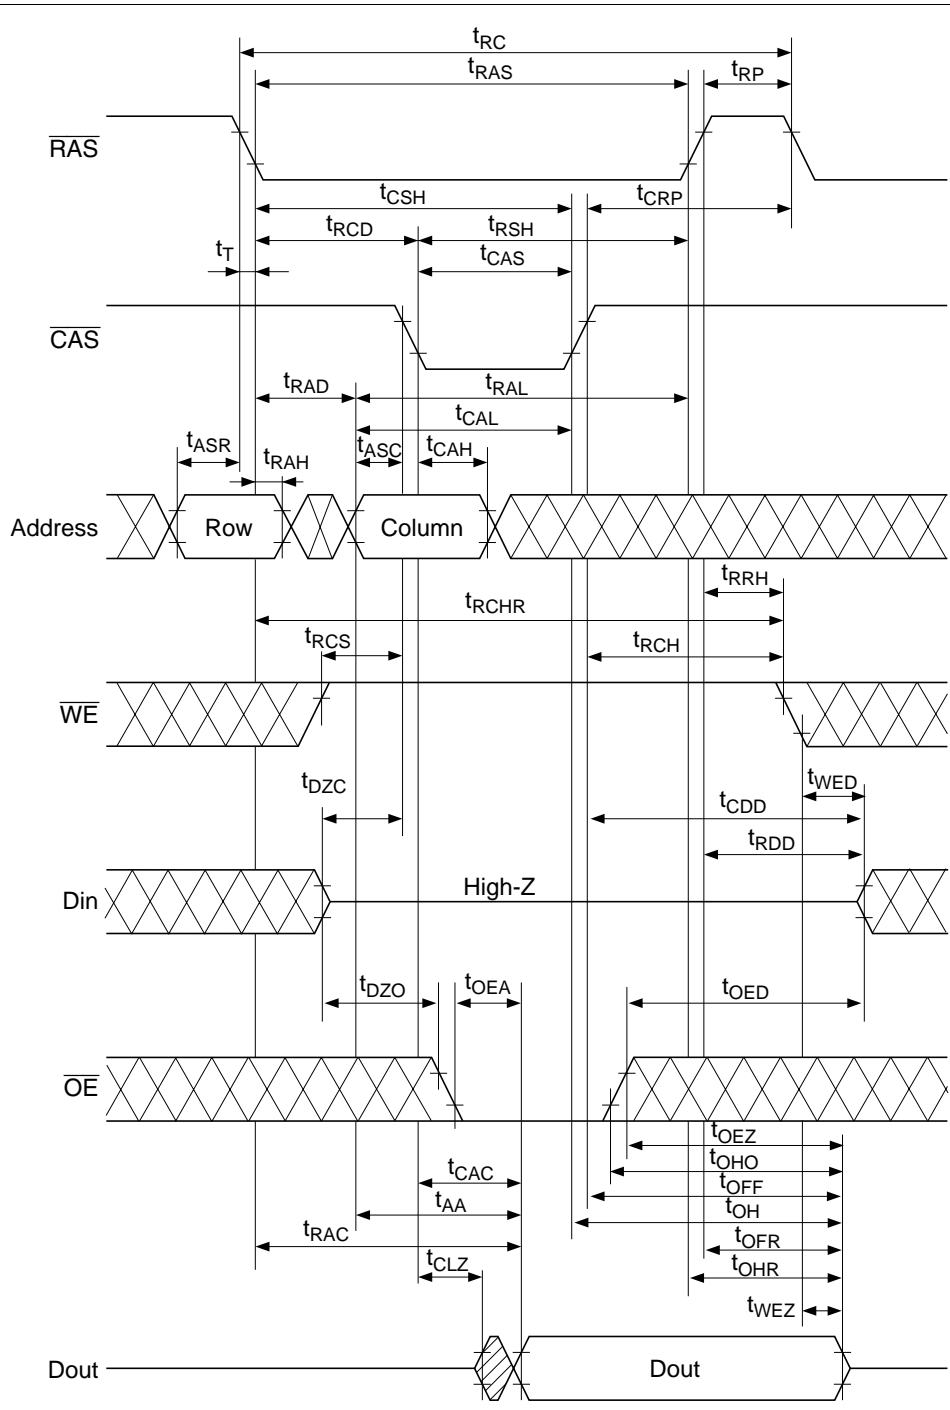 tRC
tRAS tRP
RAS
tCSH tCRP
tRCD tRSH
tT tCAS
CAS
tRAD tRAL
tCAL
tASR tASC tCAH
tRAH
Address Row Column
tRRH
tRCHR
tRCS tRCH
WE
tDZC tWED
tCDD
tRDD
Din High-Z
tDZO tOEA tOED
OE
tOEZ
tCAC tOHO
tAA tOFF
tOH
tRAC tOFR
tCLZ tOHR
tWEZ
Dout Dout